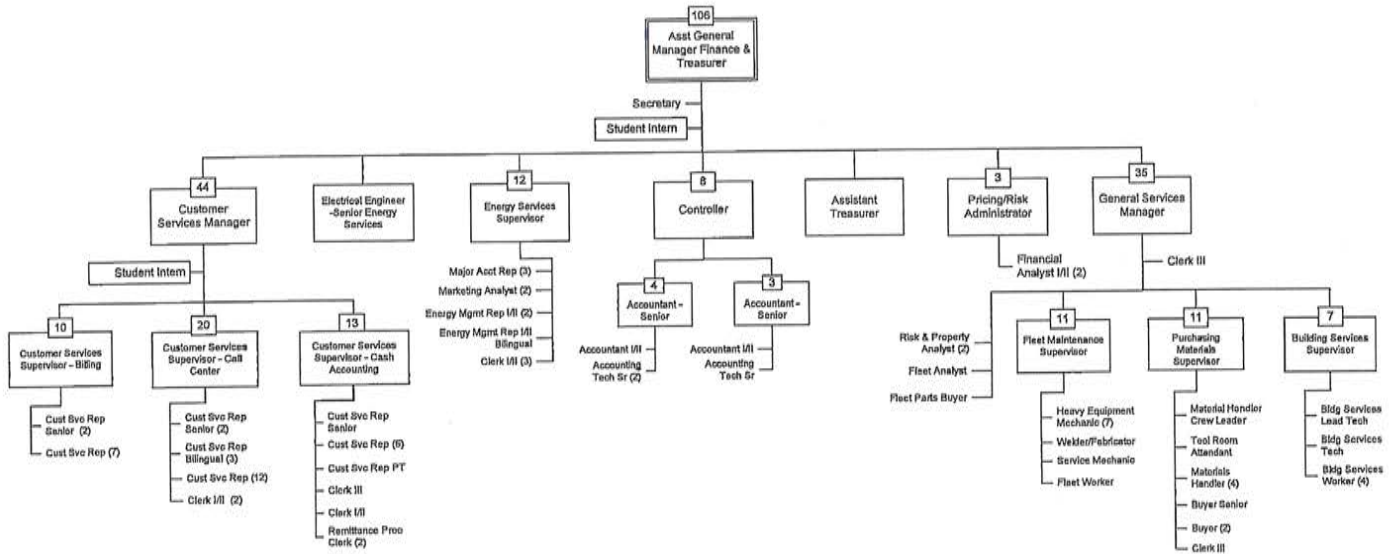 106
Asst General
Manager Finance &
Treasurer
Secretary
Student Intern
44
Customer
Services Manager
Electrical Engineer
-Senior Energy
Services
12
Energy Services
Supervisor
8
Controller
Assistant
Treasurer
3
Pricing/Risk
Administrator
35
General Services
Manager
Student Intern
Major Acct Rep (3)
Marketing Analyst (2)
Energy Mgmt Rep I/II (2)
Energy Mgmt Rep I/II
Bilingual
Clerk I/II (3)
4
Accountant -
Senior
Accountant I/II
Accounting
Tech Sr (2)
3
Accountant -
Senior
Accountant I/II
Accounting
Tech Sr
Financial
Analyst I/II (2)
Clerk III
10
Customer Services
Supervisor - Billing
Cust Svc Rep
Senior (2)
Cust Svc Rep (7)
20
Customer Services
Supervisor - Call
Center
Cust Svc Rep
Senior (2)
Cust Svc Rep
Bilingual (3)
Cust Svc Rep (12)
Clerk I/II (2)
13
Customer Services
Supervisor - Cash
Accounting
Cust Svc Rep
Senior
Cust Svc Rep (6)
Cust Svc Rep PT
Clerk III
Clerk I/II
Remittance Proc
Clerk (2)
Risk & Property
Analyst (2)
Fleet Analyst
Fleet Parts Buyer
11
Fleet Maintenance
Supervisor
Heavy Equipment
Mechanic (7)
Welder/Fabricator
Service Mechanic
Fleet Worker
11
Purchasing
Materials
Supervisor
Material Handler
Crew Leader
Tool Room
Attendant
Materials
Handler (4)
Buyer Senior
Buyer (2)
Clerk III
7
Building Services
Supervisor
Bldg Services
Lead Tech
Bldg Services
Tech
Bldg Services
Worker (4)